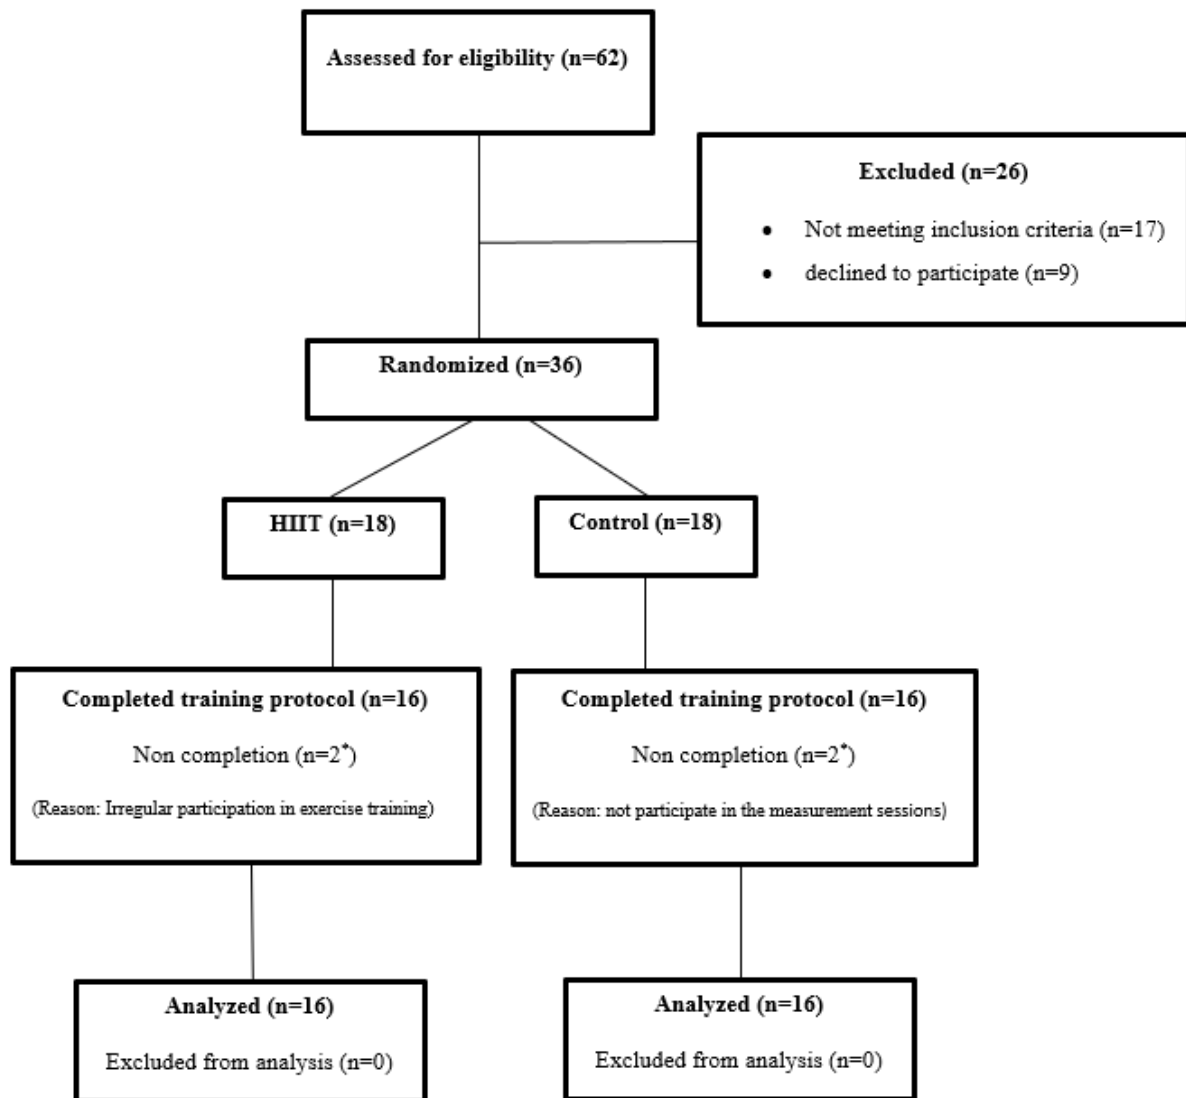 Assessed for eligibility (n=62)
Excluded (n=26)
• Not meeting inclusion criteria (n=17)
• declined to participate (n=9)
Randomized (n=36)
HIIT (n=18)
Control (n=18)
Completed training protocol (n=16)
Non completion (n=2*)
(Reason: Irregular participation in exercise training)
Completed training protocol (n=16)
Non completion (n=2*)
(Reason: not participate in the measurement sessions)
Analyzed (n=16)
Excluded from analysis (n=0)
Analyzed (n=16)
Excluded from analysis (n=0)